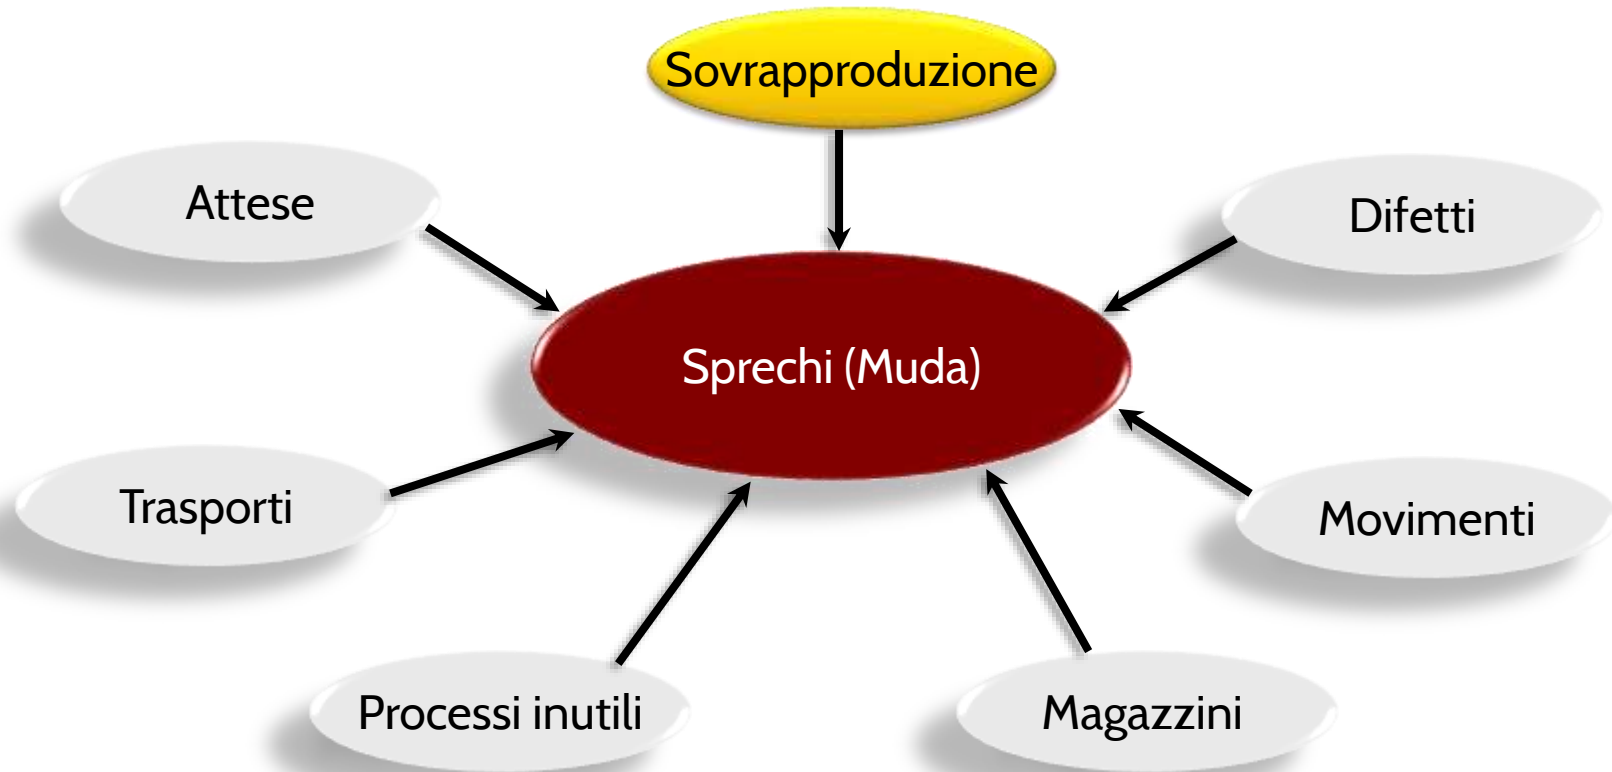 Sovrapproduzione
Attese
Difetti
Sprechi (Muda)
Trasporti
Movimenti
Processi inutili
Magazzini